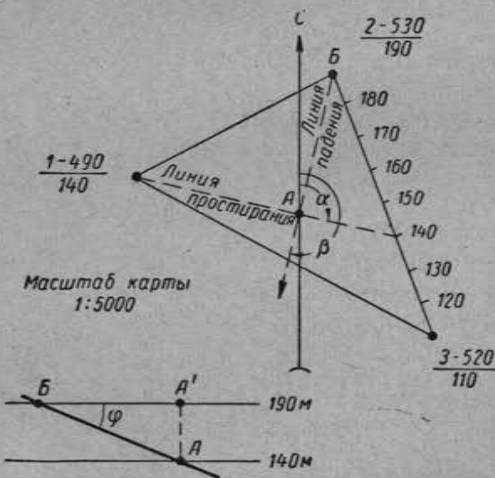 С
2-530
190
Б
180
170
160
150
140
130
120
Линия
падения
1-490
140
Линия
простирания
А
α
β
Масштаб карты
1:5000
3-520
110
Б
А'
190м
φ
А
140м